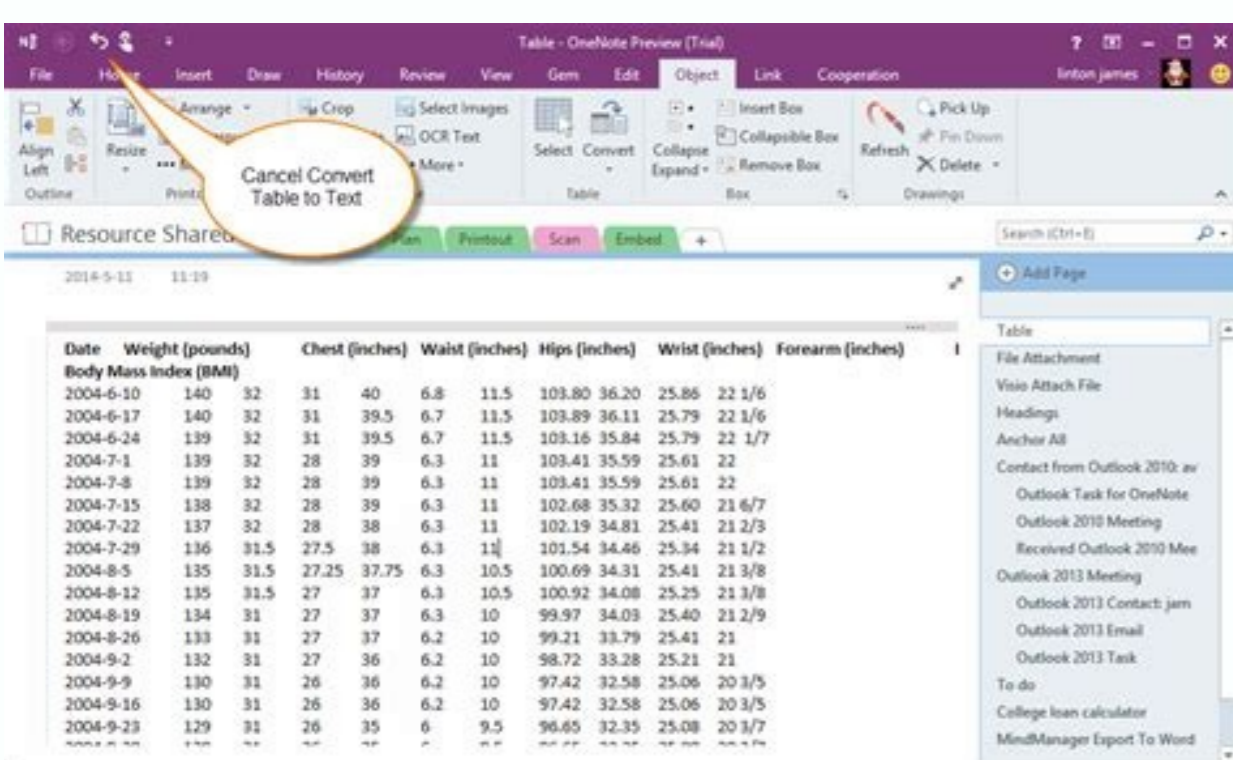 Table - OneNote Preview (Trial)
File Home Insert Draw History Review View Gem Edit Object Link Cooperation linton james
Arrange Crop Select Images Insert Box Pick Up
OCR Text Collapsible Box Pin Down
Align Left Resize More Select Convert Collapse Expand Remove Box Refresh Delete
Outline Table Box Drawings
Cancel Convert
Table to Text
Resource Shared Printout Scan Embed + Search (Ctrl+E)
2014-5-11 11:19
Date Weight (pounds) Chest (inches) Waist (inches) Hips (inches) Wrist (inches) Forearm (inches)
Body Mass Index (BMI)
2004-6-10 140 32 31 40 6.8 11.5 103.80 36.20 25.86 22 1/6
2004-6-17 140 32 31 39.5 6.7 11.5 103.89 36.11 25.79 22 1/6
2004-6-24 139 32 31 39.5 6.7 11.5 103.16 35.84 25.79 22 1/7
2004-7-1 139 32 28 39 6.3 11 103.41 35.59 25.61 22
2004-7-8 139 32 28 39 6.3 11 103.41 35.59 25.61 22
2004-7-15 138 32 28 39 6.3 11 102.68 35.32 25.60 21 6/7
2004-7-22 137 32 28 38 6.3 11 102.19 34.81 25.41 21 2/3
2004-7-29 136 31.5 27.5 38 6.3 11 101.54 34.46 25.34 21 1/2
2004-8-5 135 31.5 27.25 37.75 6.3 10.5 100.69 34.31 25.41 21 3/8
2004-8-12 135 31.5 27 37 6.3 10.5 100.92 34.08 25.25 21 3/8
2004-8-19 134 31 27 37 6.3 10 99.97 34.03 25.40 21 2/9
2004-8-26 133 31 27 37 6.2 10 99.21 33.79 25.41 21
2004-9-2 132 31 27 36 6.2 10 98.72 33.28 25.21 21
2004-9-9 130 31 26 36 6.2 10 97.42 32.58 25.06 20 3/5
2004-9-16 130 31 26 36 6.2 10 97.42 32.58 25.06 20 3/5
2004-9-23 129 31 26 35 6 9.5 96.65 32.35 25.08 20 3/7
Add Page
Table
File Attachment
Visio Attach File
Headings
Anchor All
Contact from Outlook 2010: av
Outlook Task for OneNote
Outlook 2010 Meeting
Received Outlook 2010 Mee
Outlook 2013 Meeting
Outlook 2013 Contact: jam
Outlook 2013 Email
Outlook 2013 Task
To do
College loan calculator
MindManager Export To Word